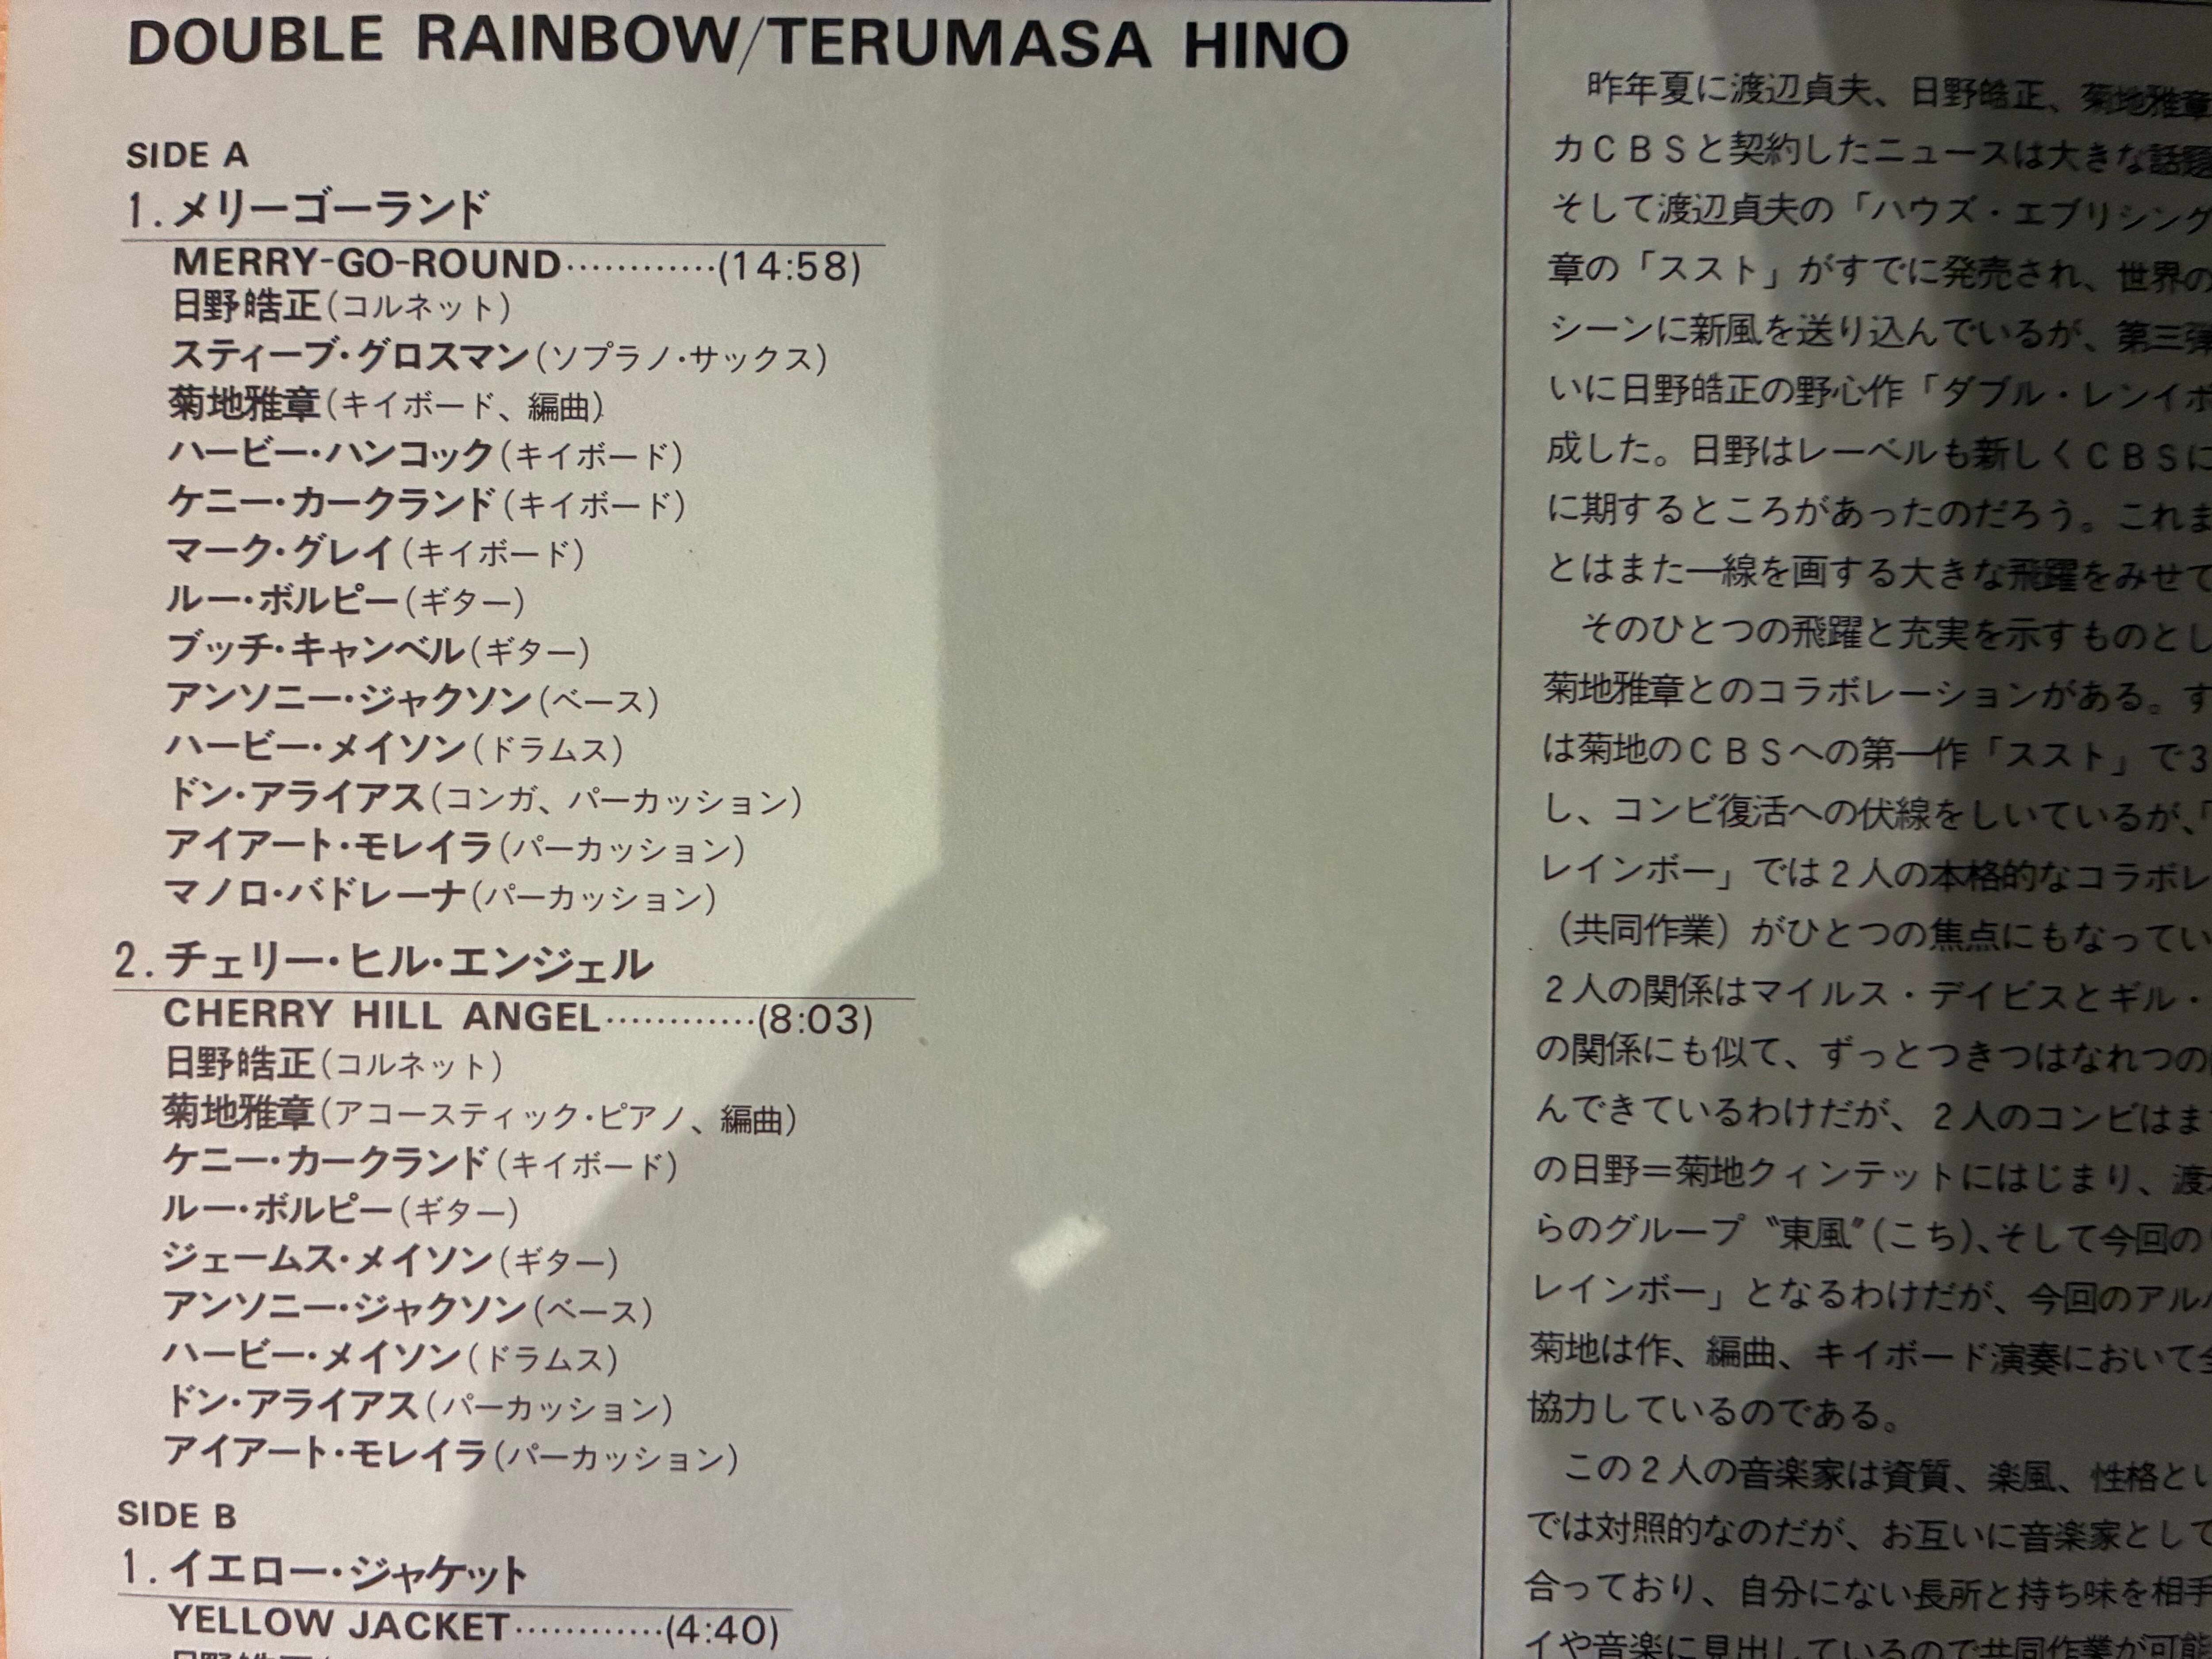 DOUBLE RAINBOW/TERUMASA HINO
SIDE A
1.メリーゴーランド
MERRY-GO-ROUND…………(14:58)
日野皓正(コルネット)
スティーブ・グロスマン(ソプラノ・サックス)
菊地雅章(キイボード、編曲)
ハービー・ハンコック(キイボード)
ケニー・カークランド(キイボード)
マーク・グレイ(キイボード)
ルー・ボルピー(ギター)
ブッチ・キャンベル(ギター)
アンソニー・ジャクソン(ベース)
ハービー・メイソン(ドラムス)
ドン・アライアス(コンガ、パーカッション)
アイアート・モレイラ(パーカッション)
マノロ・バドレーナ(パーカッション)
2.チェリー・ヒル・エンジェル
CHERRY HILL ANGEL…………(8:03)
日野皓正(コルネット)
菊地雅章(アコースティック・ピアノ、編曲)
ケニー・カークランド(キイボード)
ルー・ボルピー(ギター)
ジェームス・メイソン(ギター)
アンソニー・ジャクソン(ベース)
ハービー・メイソン(ドラムス)
ドン・アライアス(パーカッション)
アイアート・モレイラ(パーカッション)
SIDE B
1.イエロー・ジャケット
YELLOW JACKET…………(4:40)
昨年夏に渡辺貞夫、日野皓正、菊地雅章
カCBSと契約したニュースは大きな話題
そして渡辺貞夫の「ハウズ・エブリシング
章の「ススト」がすでに発売され、世界の
シーンに新風を送り込んでいるが、第三弾
いに日野皓正の野心作「ダブル・レンイボ
成した。日野はレーベルも新しくCBSに
に期するところがあったのだろう。これま
とはまた一線を画する大きな飛躍をみせて
そのひとつの飛躍と充実を示すものとし
菊地雅章とのコラボレーションがある。す
は菊地のCBSへの第一作「ススト」で3
し、コンビ復活への伏線をしいているが、「
レインボー」では2人の本格的なコラボレ
(共同作業)がひとつの焦点にもなってい
2人の関係はマイルス・デイビスとギル・
の関係にも似て、ずっとつきつはなれつの
んできているわけだが、2人のコンビはま
の日野=菊地クィンテットにはじまり、渡
らのグループ〝東風〟(こち)、そして今回の
レインボー」となるわけだが、今回のアル
菊地は作、編曲、キイボード演奏において全
協力しているのである。
この2人の音楽家は資質、楽風、性格とい
では対照的なのだが、お互いに音楽家として
合っており、自分にない長所と持ち味を相手
イや音楽に見出しているので共同作業が可能